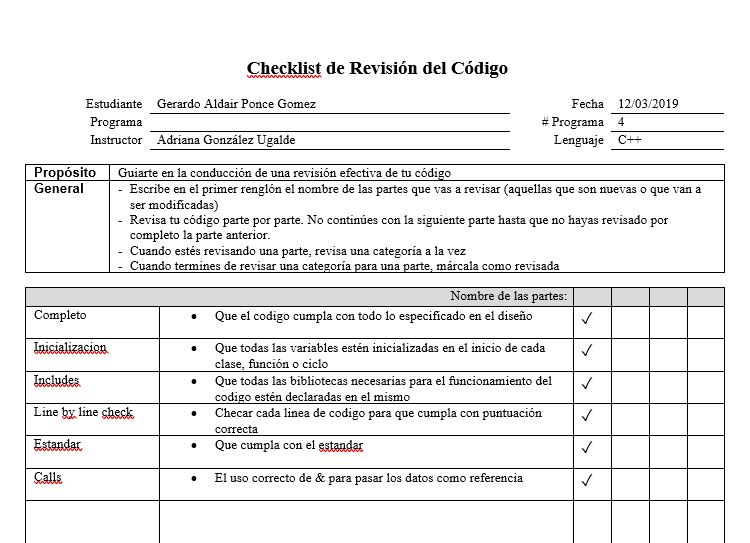 Checklist de Revisión del Código
Estudiante Gerardo Aldair Ponce Gomez Fecha 12/03/2019
Programa # Programa 4
Instructor Adriana González Ugalde Lenguaje C++
Propósito Guiarte en la conducción de una revisión efectiva de tu código
General - Escribe en el primer renglón el nombre de las partes que vas a revisar (aquellas que son nuevas o que van a
ser modificadas)
- Revisa tu código parte por parte. No continúes con la siguiente parte hasta que no hayas revisado por
completo la parte anterior.
- Cuando estés revisando una parte, revisa una categoría a la vez
- Cuando termines de revisar una categoría para una parte, márcala como revisada
Nombre de las partes:
Completo • Que el codigo cumpla con todo lo especificado en el diseño ✓
Inicializacion • Que todas las variables estén inicializadas en el inicio de cada ✓
clase, función o ciclo
Includes • Que todas las bibliotecas necesarias para el funcionamiento del ✓
codigo estén declaradas en el mismo
Line by line check • Checar cada linea de codigo para que cumpla con puntuación ✓
correcta
Estandar • Que cumpla con el estandar ✓
Calls • El uso correcto de & para pasar los datos como referencia ✓